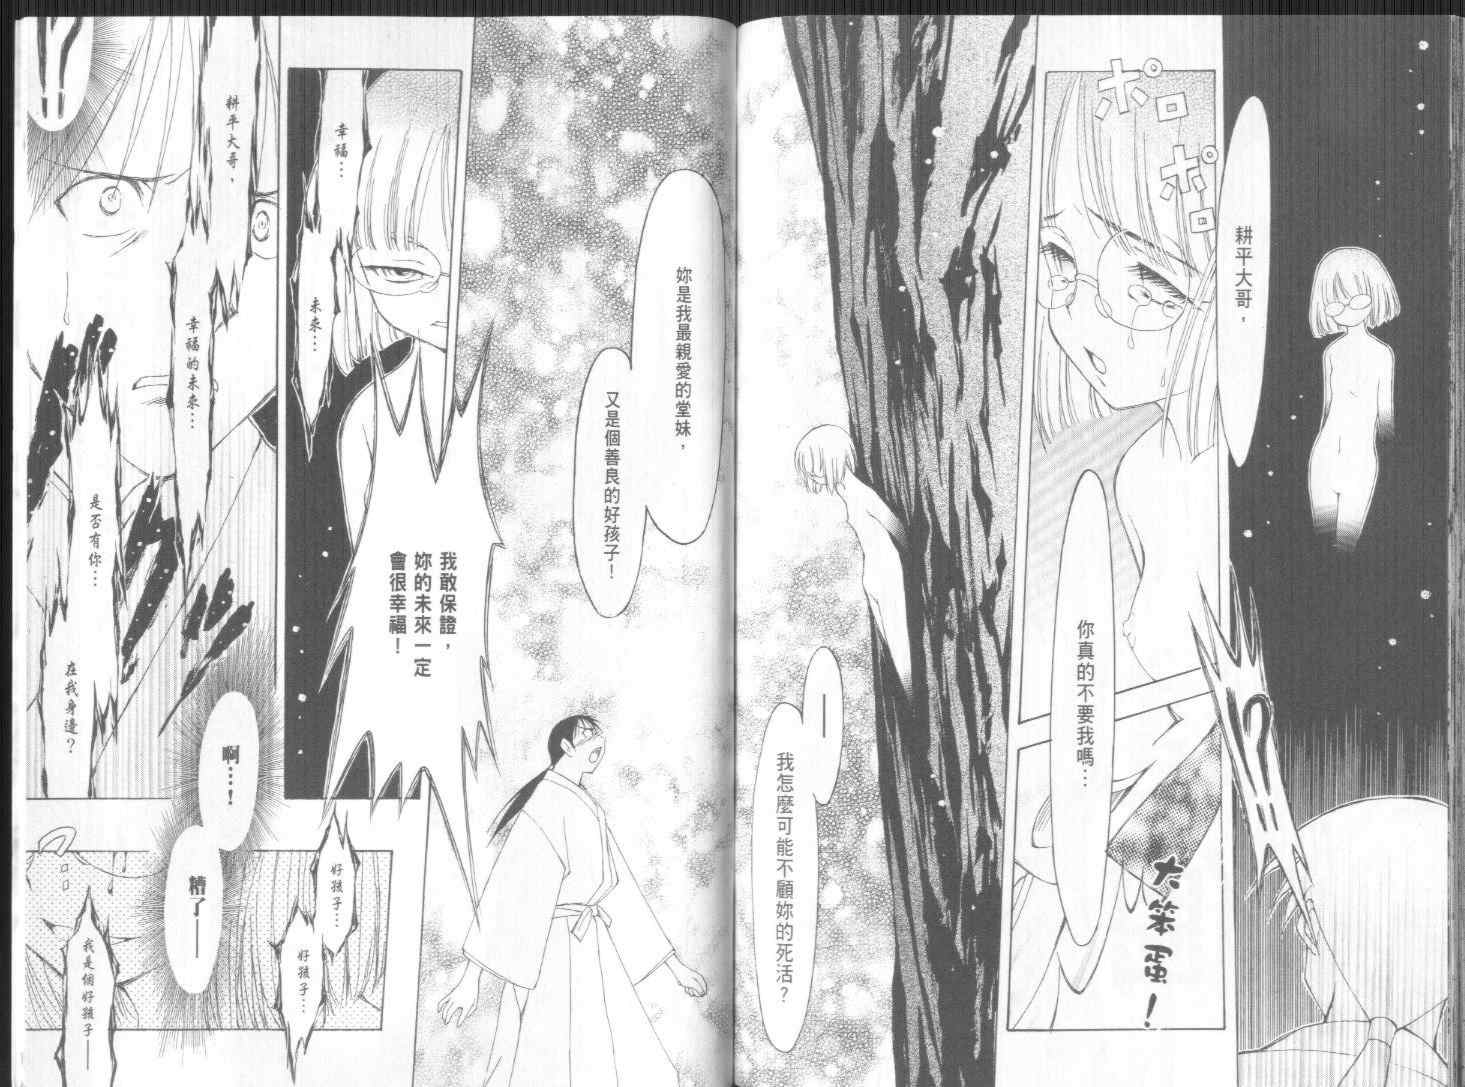 耕平大哥，
ポロ
ポロ
你真的不要我嗎…
!?
大笨蛋！
——
我怎麼可能不顧妳的死活？
妳是我最親愛的堂妹，
又是個善良的好孩子！
我敢保證，
妳的未來一定
會很幸福！
幸福…
未來…
耕平大哥，
幸福的未來…
是否有你…
在我身邊？
!?
啊…！
糟了——
好孩子…
好孩子…
我是個好孩子——